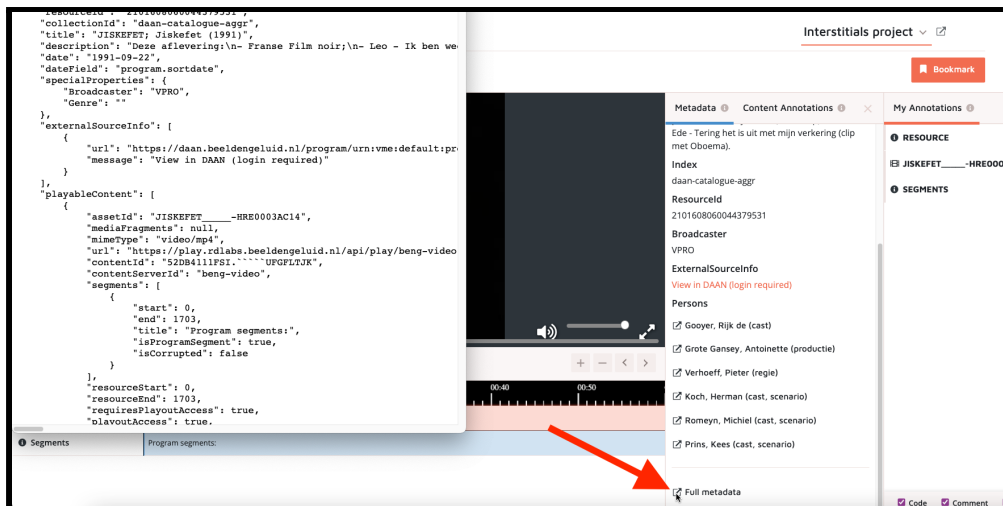 "resourceId": "2101608060044379531",
"collectionId": "daan-catalogue-aggr",
"title": "JISKEFET; Jiskefet (1991)",
"description": "Deze aflevering:\n- Franse Film noir;\n- Leo - Ik ben we
"date": "1991-09-22",
"dateField": "program.sortdate",
"specialProperties": {
"Broadcaster": "VPRO",
"Genre": ""
},
"externalSourceInfo": [
{
"url": "https://daan.beeldengeluid.nl/program/urn:vme:default:pr
"message": "View in DAAN (login required)"
}
],
"playableContent": [
{
"assetId": "JISKEFET_____-HRE0003AC14",
"mediaFragments": null,
"mimeType": "video/mp4",
"url": "https://play.rdlabs.beeldengeluid.nl/api/play/beng-video
"contentId": "52DB4111FSI.`````UFGFLTJK",
"contentServerId": "beng-video",
"segments": [
{
"start": 0,
"end": 1703,
"title": "Program segments:",
"isProgramSegment": true,
"isCorrupted": false
}
],
"resourceStart": 0,
"resourceEnd": 1703,
"requiresPlayoutAccess": true,
"playoutAccess": true,
Segments
Program segments:
00:40 00:50
Interstitials project
Bookmark
Metadata Content Annotations
Ede - Tering het is uit met mijn verkering (clip
met Oboema).
Index
daan-catalogue-aggr
ResourceId
2101608060044379531
Broadcaster
VPRO
ExternalSourceInfo
View in DAAN (login required)
Persons
Gooyer, Rijk de (cast)
Grote Gansey, Antoinette (productie)
Verhoeff, Pieter (regie)
Koch, Herman (cast, scenario)
Romeyn, Michiel (cast, scenario)
Prins, Kees (cast, scenario)
Full metadata
My Annotations
RESOURCE
JISKEFET_____-HRE000
SEGMENTS
Code Comment